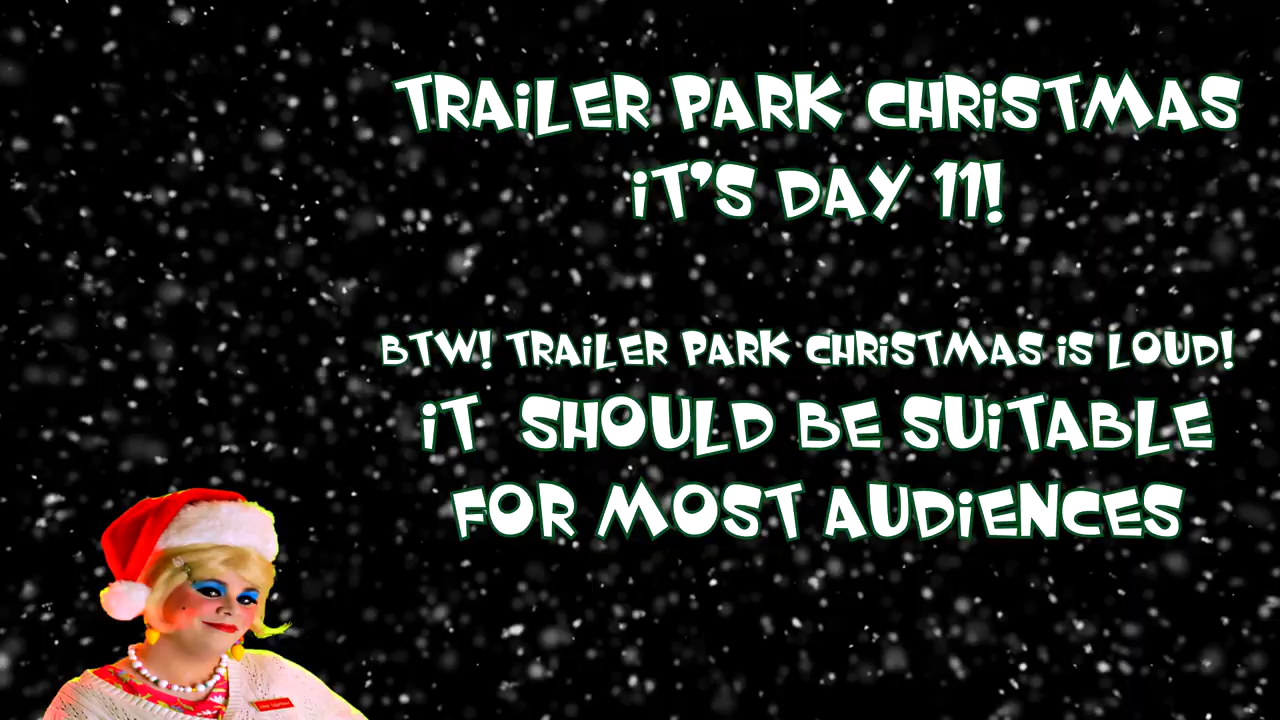 TRAiLER PARK CHRiSTMAS
iT'S DAY 11!
BTW! TRAiLER PARK CHRiSTMAS iS LOUD!
iT SHOULD BE SUiTABLE
FOR MOST AUDiENCES